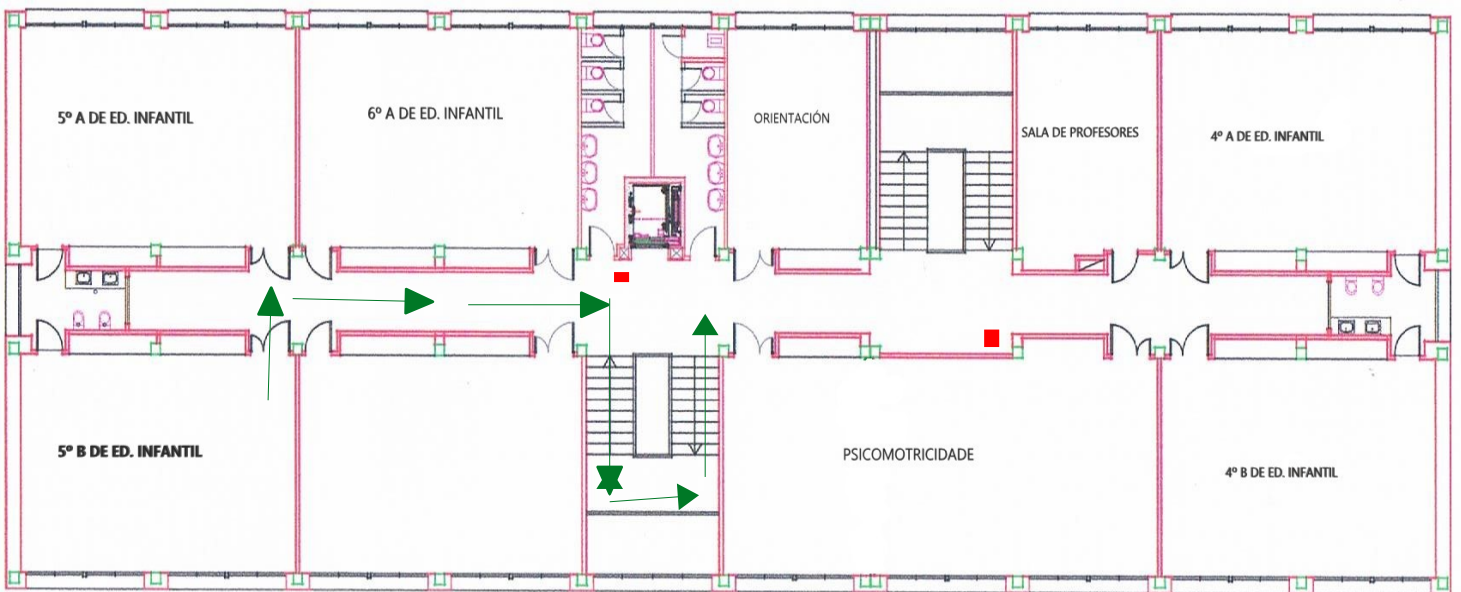 5º A DE ED. INFANTIL
6º A DE ED. INFANTIL
ORIENTACIÓN
SALA DE PROFESORES
4º A DE ED. INFANTIL
5º B DE ED. INFANTIL
PSICOMOTRICIDADE
4º B DE ED. INFANTIL